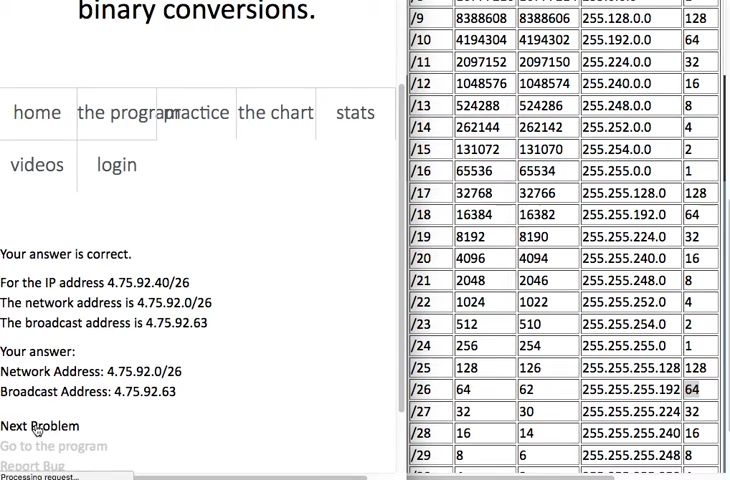 binary conversions.
home the program practice the chart stats
videos login
Your answer is correct.
For the IP address 4.75.92.40/26
The network address is 4.75.92.0/26
The broadcast address is 4.75.92.63
Your answer:
Network Address: 4.75.92.0/26
Broadcast Address: 4.75.92.63
Next Problem
Go to the program
Report Bug
Processing request...
/9 8388608 8388606 255.128.0.0 128
/10 4194304 4194302 255.192.0.0 64
/11 2097152 2097150 255.224.0.0 32
/12 1048576 1048574 255.240.0.0 16
/13 524288 524286 255.248.0.0 8
/14 262144 262142 255.252.0.0 4
/15 131072 131070 255.254.0.0 2
/16 65536 65534 255.255.0.0 1
/17 32768 32766 255.255.128.0 128
/18 16384 16382 255.255.192.0 64
/19 8192 8190 255.255.224.0 32
/20 4096 4094 255.255.240.0 16
/21 2048 2046 255.255.248.0 8
/22 1024 1022 255.255.252.0 4
/23 512 510 255.255.254.0 2
/24 256 254 255.255.255.0 1
/25 128 126 255.255.255.128 128
/26 64 62 255.255.255.192 64
/27 32 30 255.255.255.224 32
/28 16 14 255.255.255.240 16
/29 8 6 255.255.255.248 8